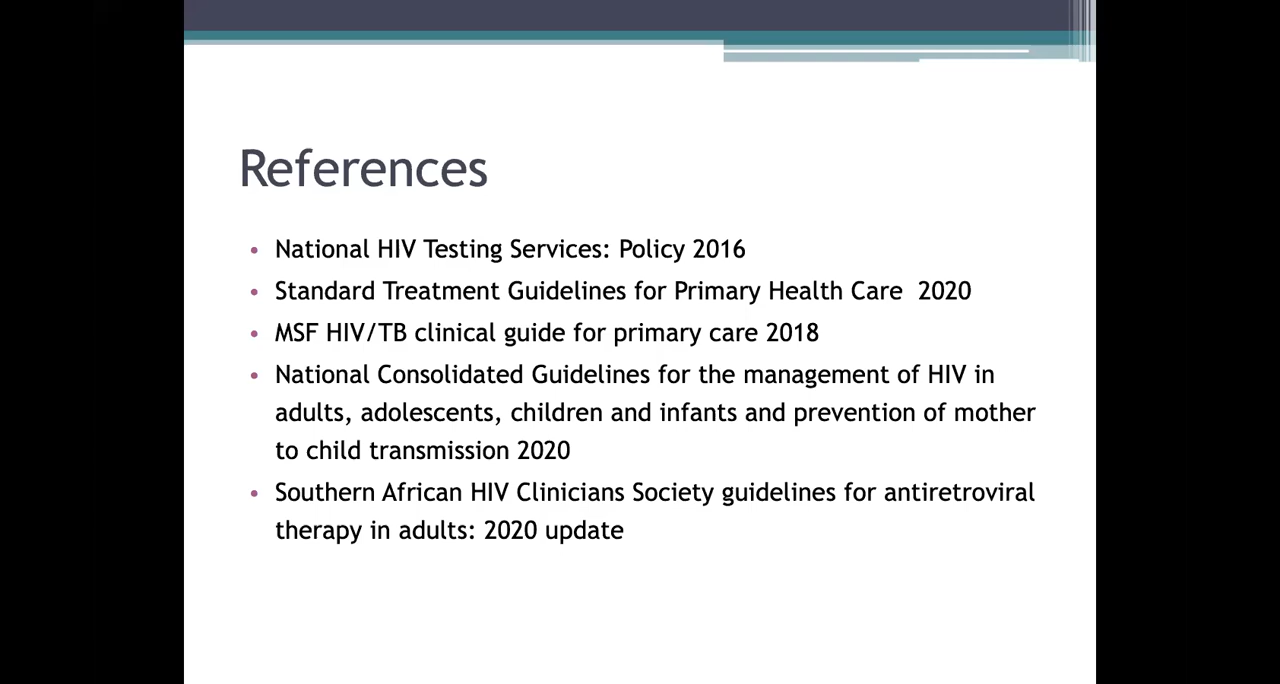 References
• National HIV Testing Services: Policy 2016
• Standard Treatment Guidelines for Primary Health Care  2020
• MSF HIV/TB clinical guide for primary care 2018
• National Consolidated Guidelines for the management of HIV in
adults, adolescents, children and infants and prevention of mother
to child transmission 2020
• Southern African HIV Clinicians Society guidelines for antiretroviral
therapy in adults: 2020 update